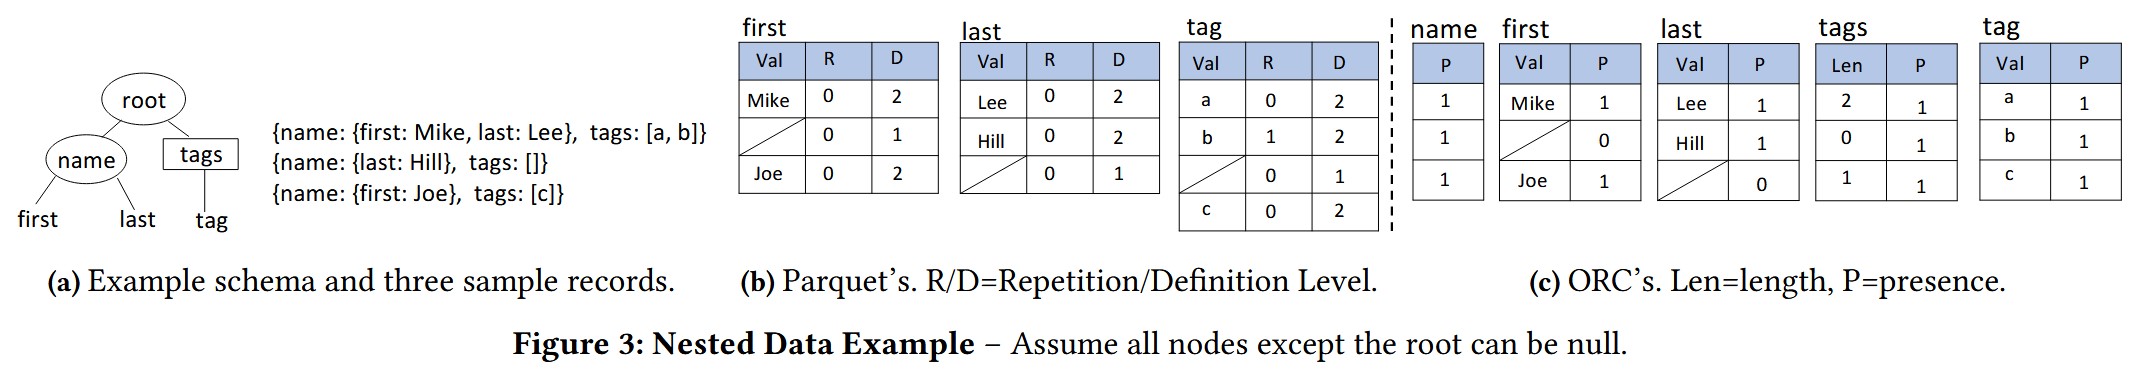 root
name
tags
first
last
tag
{name: {first: Mike, last: Lee}, tags: [a, b]}
{name: {last: Hill}, tags: []}
{name: {first: Joe}, tags: [c]}
(a) Example schema and three sample records.
first
Val R D
Mike 0 2
0 1
Joe 0 2
last
Val R D
Lee 0 2
Hill 0 2
0 1
tag
Val R D
a 0 2
b 1 2
0 1
c 0 2
(b) Parquet’s. R/D=Repetition/Definition Level.
name
P
1
1
1
first
Val P
Mike 1
0
Joe 1
last
Val P
Lee 1
Hill 1
0
tags
Len P
2 1
0 1
1 1
tag
Val P
a 1
b 1
c 1
(c) ORC’s. Len=length, P=presence.
Figure 3: Nested Data Example – Assume all nodes except the root can be null.